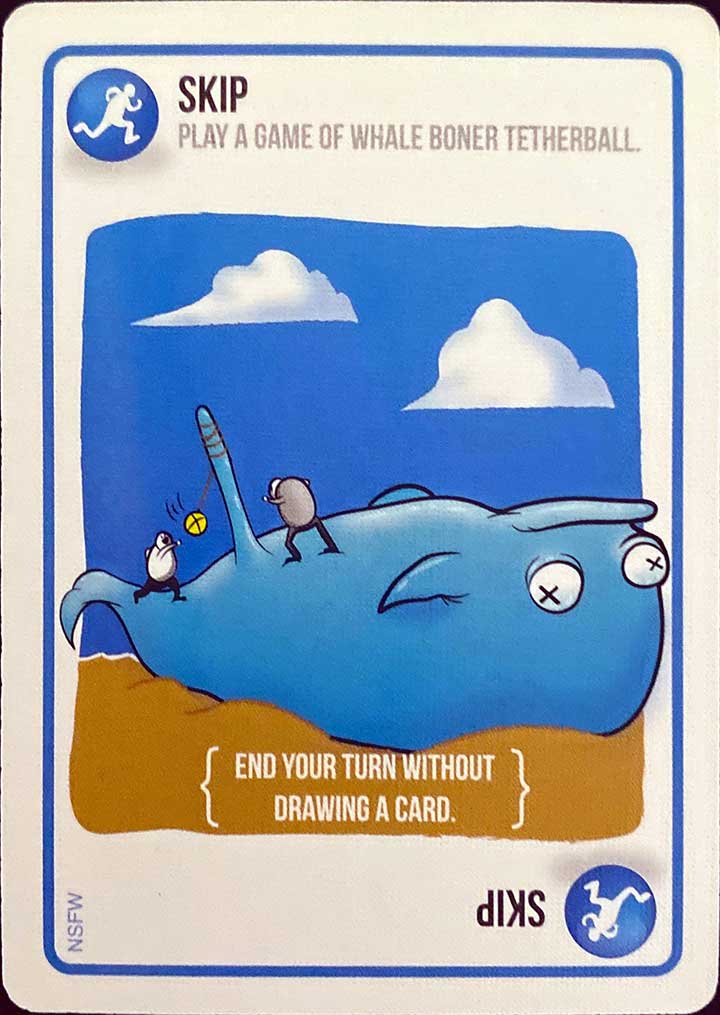 SKIP
PLAY A GAME OF WHALE BONER TETHERBALL.
END YOUR TURN WITHOUT
DRAWING A CARD.
NSFW
SKIP